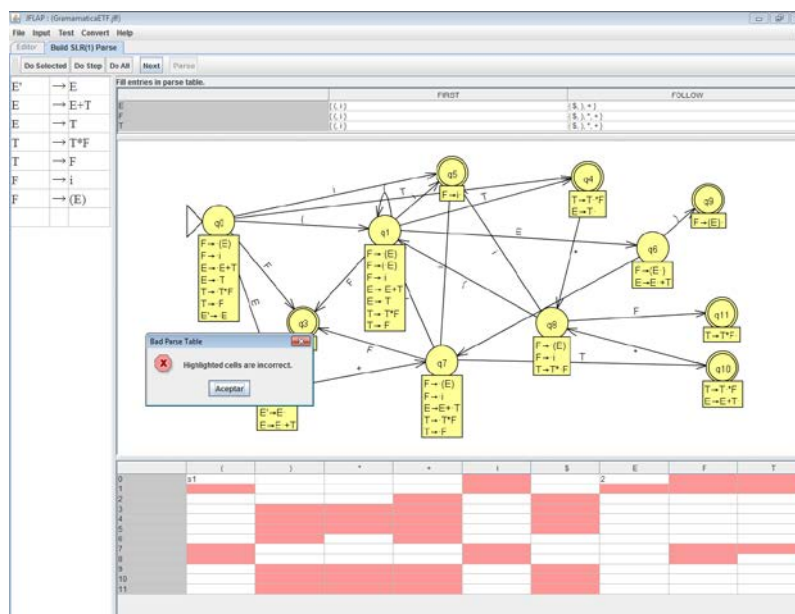 JFLAP : (GramamaticaETF.jff)
File Input Test Convert Help
Editor Build SLR(1) Parse
Do Selected Do Step Do All Next Parse
E' → E
E → E+T
E → T
T → T*F
T → F
F → i
F → (E)
Fill entries in parse table.
FIRST FOLLOW
E { (, i } { $, ), + }
F { (, i } { $, ), *, + }
T { (, i } { $, ), *, + }
q0
F→·(E)
F→·i
E→·E+T
E→·T
T→·T*F
T→·F
E'→·E
q1
F→·(E)
F→(·E)
F→·i
E→·E+T
E→·T
T→·T*F
T→·F
q5
F→i·
q4
T→T·*F
E→T·
q9
F→(E)·
q6
F→(E·)
E→E·+T
q3
q8
F→·(E)
F→·i
T→T*·F
q11
T→T*F·
q10
T→T·*F
E→E+T·
q7
F→·(E)
F→·i
E→E+·T
T→·T*F
T→·F
E'→E·
E→E·+T
i
(
T
F
E
E
)
F
*
F
+
T
*
Bad Parse Table
Highlighted cells are incorrect.
Aceptar
( ) * + i $ E F T
0 s1 2
1
2
3
4
5
6
7
8
9
10
11